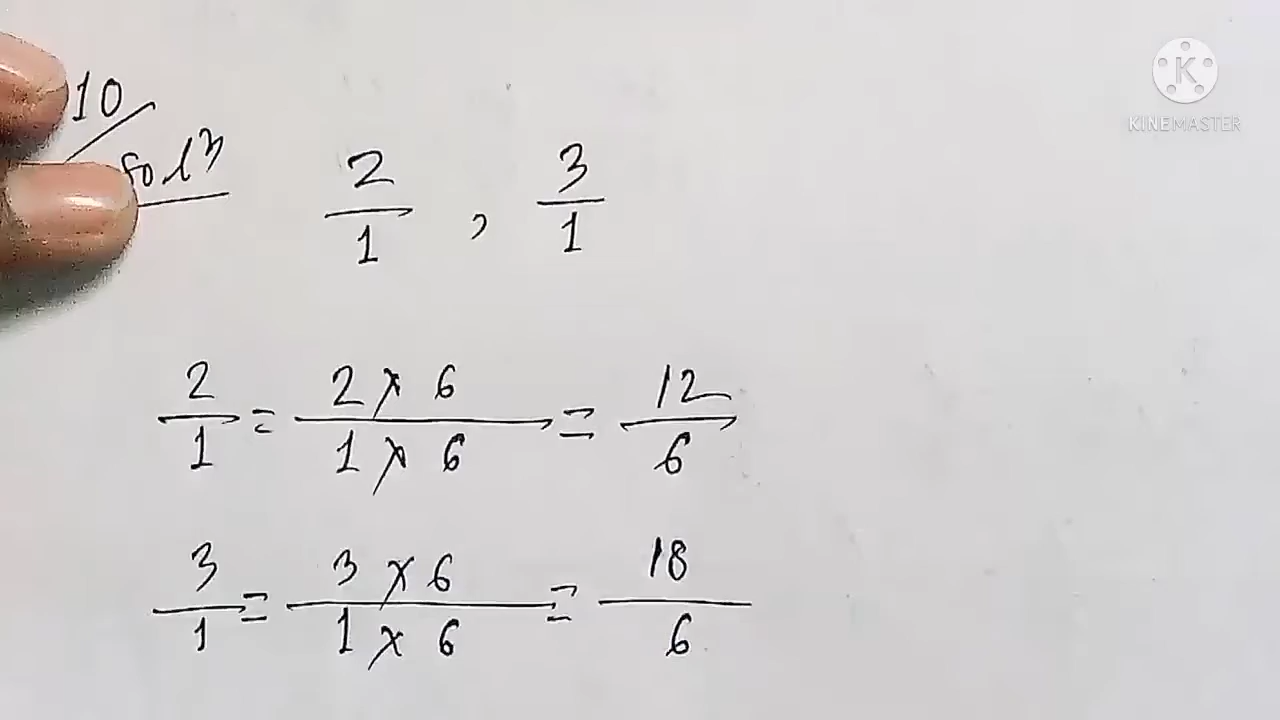 10
Solⁿ
2/1 , 3/1
2/1 = 2 × 6 / 1 × 6 = 12/6
3/1 = 3 × 6 / 1 × 6 = 18/6
K
KINEMASTER